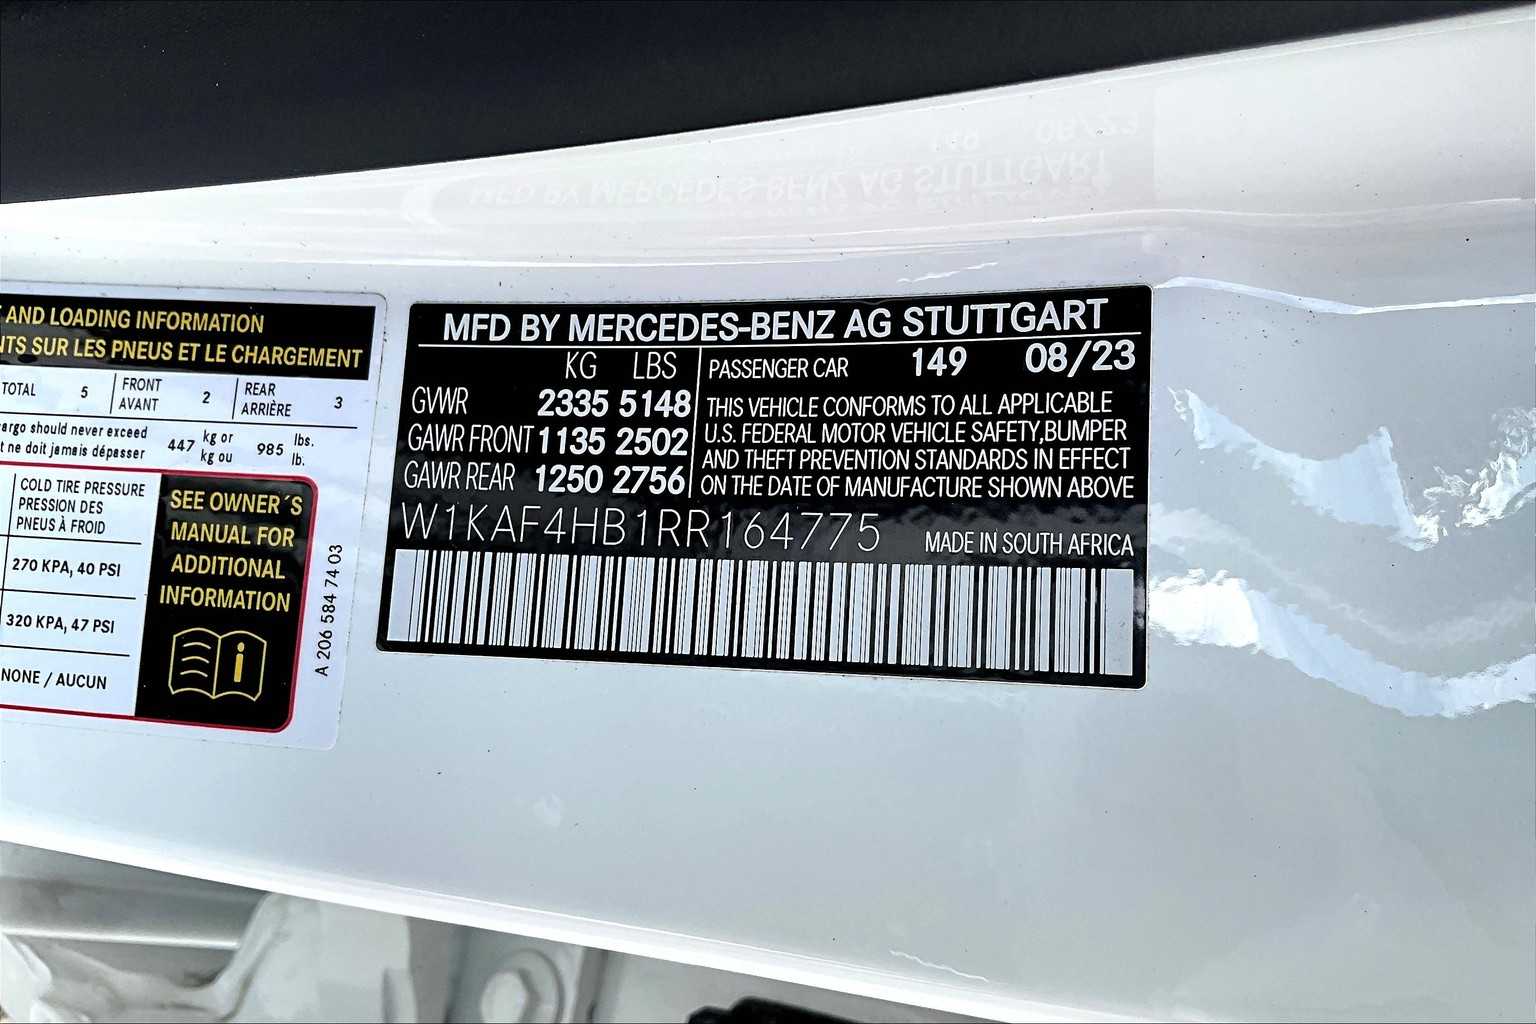 AND LOADING INFORMATION
NTS SUR LES PNEUS ET LE CHARGEMENT
TOTAL 5 FRONT AVANT 2 REAR ARRIÈRE 3
cargo should never exceed
t ne doit jamais dépasser
447 kg or kg ou 985 lbs. lb.
COLD TIRE PRESSURE
PRESSION DES
PNEUS À FROID
270 KPA, 40 PSI
320 KPA, 47 PSI
NONE / AUCUN
SEE OWNER´S
MANUAL FOR
ADDITIONAL
INFORMATION
i
A 206 584 74 03
MFD BY MERCEDES-BENZ AG STUTTGART
KG LBS
GVWR 2335 5148
GAWR FRONT 1135 2502
GAWR REAR 1250 2756
PASSENGER CAR 149 08/23
THIS VEHICLE CONFORMS TO ALL APPLICABLE
U.S. FEDERAL MOTOR VEHICLE SAFETY,BUMPER
AND THEFT PREVENTION STANDARDS IN EFFECT
ON THE DATE OF MANUFACTURE SHOWN ABOVE
W1KAF4HB1RR164775
MADE IN SOUTH AFRICA